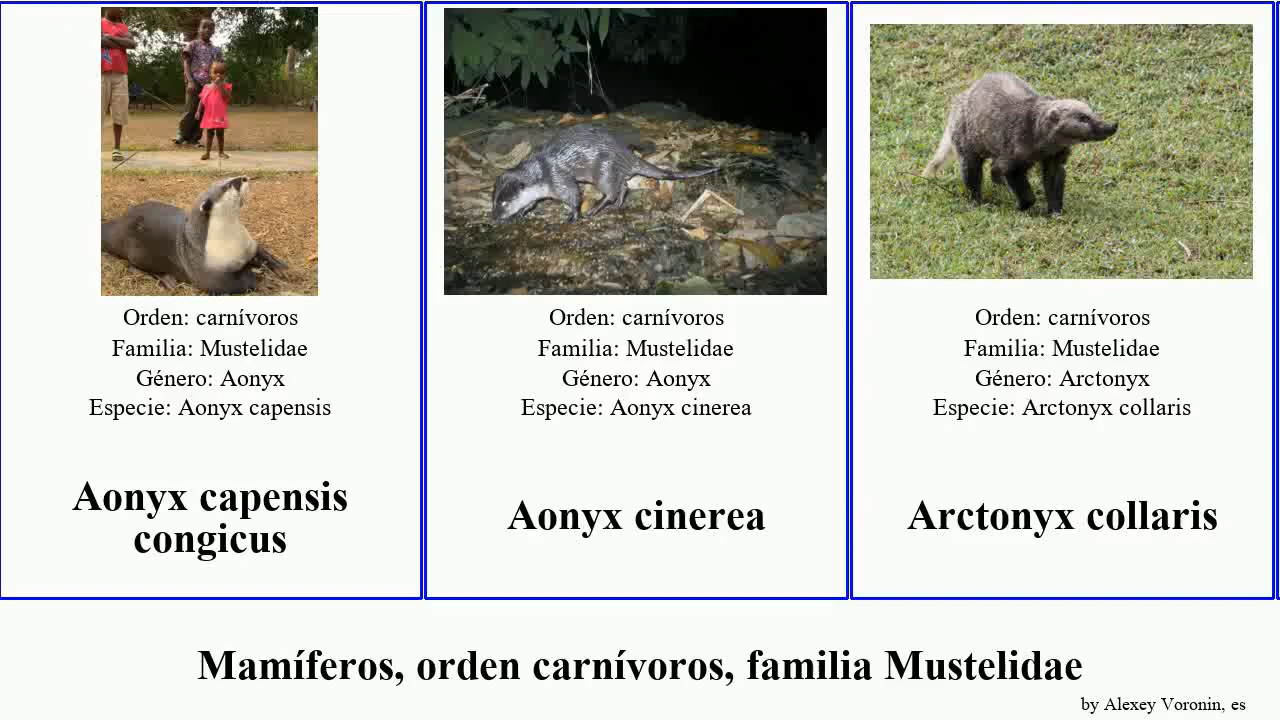 Orden: carnívoros
Familia: Mustelidae
Género: Aonyx
Especie: Aonyx capensis
Aonyx capensis
congicus
Orden: carnívoros
Familia: Mustelidae
Género: Aonyx
Especie: Aonyx cinerea
Aonyx cinerea
Orden: carnívoros
Familia: Mustelidae
Género: Arctonyx
Especie: Arctonyx collaris
Arctonyx collaris
Mamíferos, orden carnívoros, familia Mustelidae
by Alexey Voronin, es